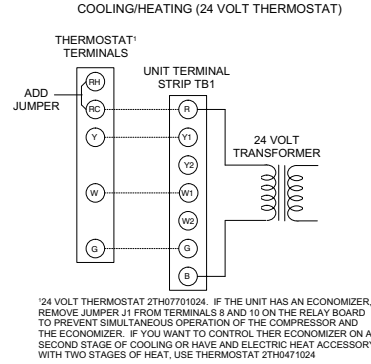 COOLING/HEATING (24 VOLT THERMOSTAT)
THERMOSTAT¹
TERMINALS
UNIT TERMINAL
STRIP TB1
ADD
JUMPER
RH
RC
Y
W
G
R
Y1
Y2
W1
W2
G
B
24 VOLT
TRANSFORMER
¹24 VOLT THERMOSTAT 2TH07701024. IF THE UNIT HAS AN ECONOMIZER,
REMOVE JUMPER J1 FROM TERMINALS 8 AND 10 ON THE RELAY BOARD
TO PREVENT SIMULTANEOUS OPERATION OF THE COMPRESSOR AND
THE ECONOMIZER. IF YOU WANT TO CONTROL THER ECONOMIZER ON A
SECOND STAGE OF COOLING OR HAVE AND ELECTRIC HEAT ACCESSORY
WITH TWO STAGES OF HEAT, USE THERMOSTAT 2TH0471024